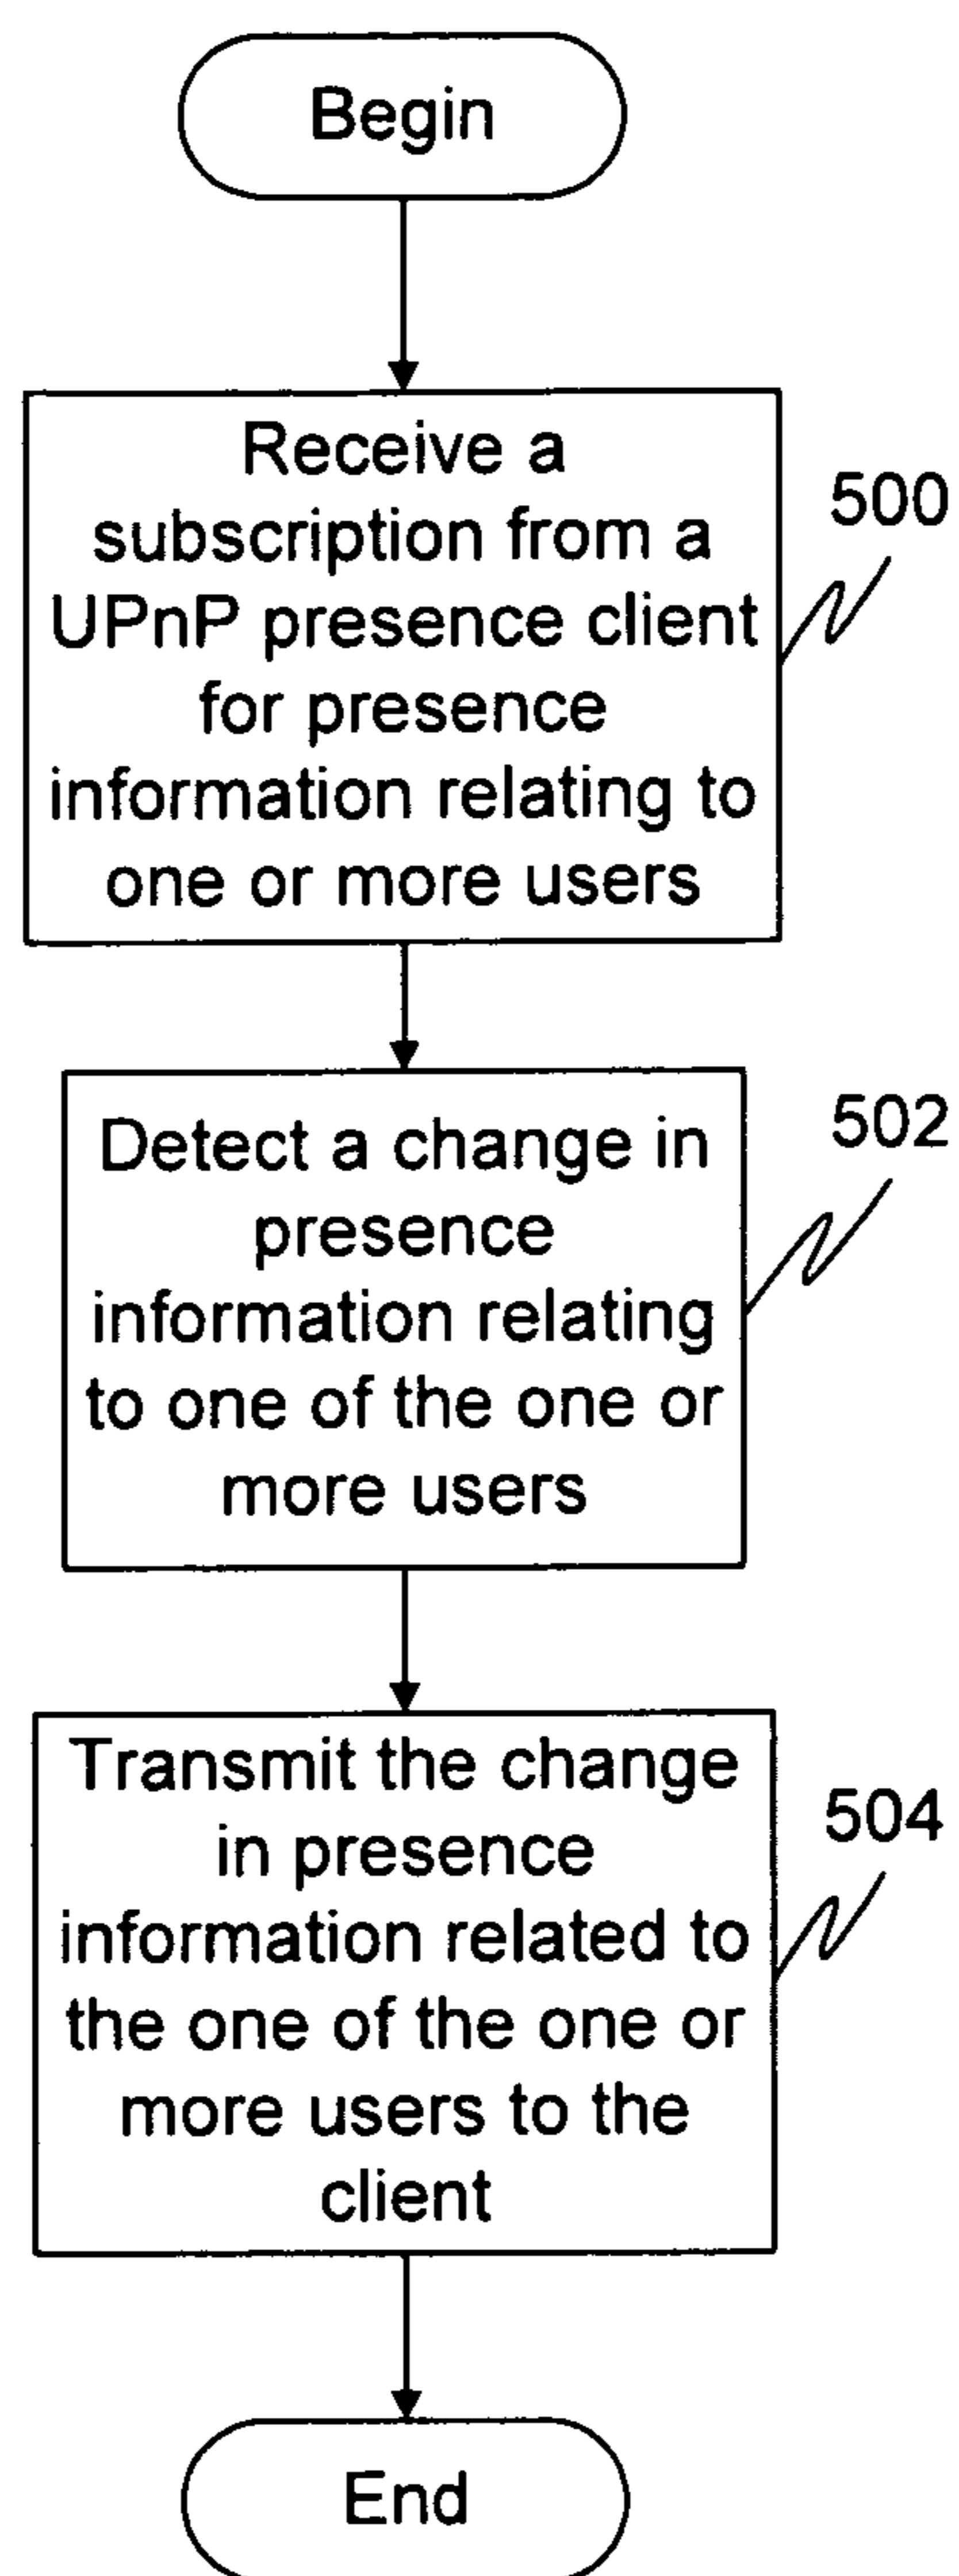 Begin
Receive a
subscription from a
UPnP presence client
for presence
information relating to
one or more users
500
Detect a change in
presence
information relating
to one of the one or
more users
502
Transmit the change
in presence
information related to
the one of the one or
more users to the
client
504
End